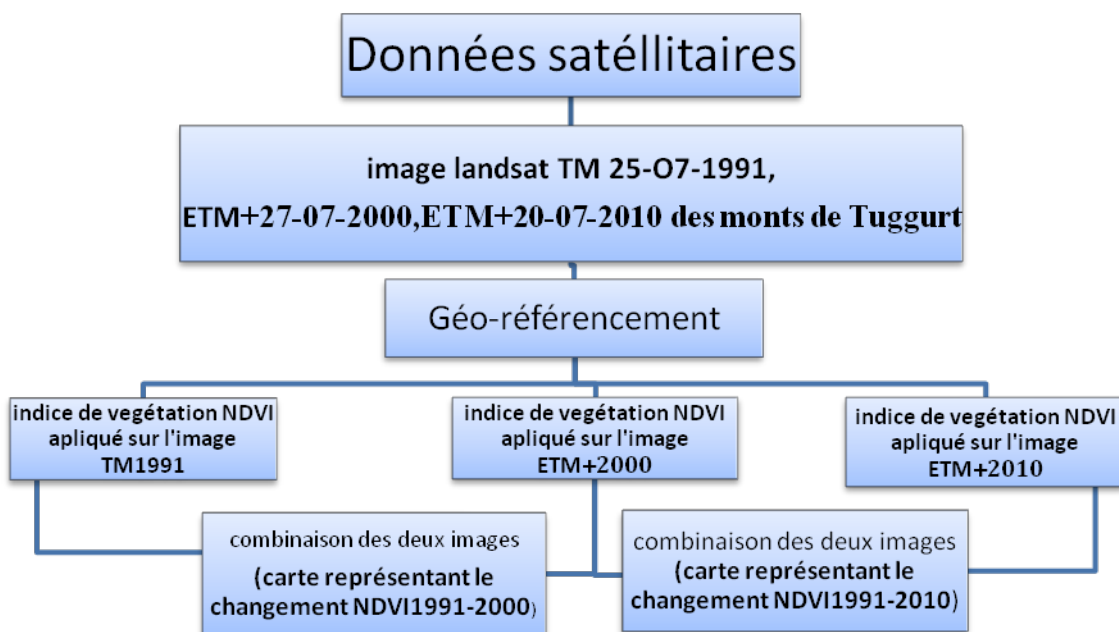 Données satéllitaires
image landsat TM 25-O7-1991,
ETM+27-07-2000,ETM+20-07-2010 des monts de Tuggurt
Géo-référencement
indice de vegétation NDVI
apliqué sur l'image
TM1991
indice de vegétation NDVI
apliqué sur l'image
ETM+2000
indice de vegétation NDVI
apliqué sur l'image
ETM+2010
combinaison des deux images
(carte représentant le
changement NDVI1991-2000)
combinaison des deux images
(carte représentant le
changement NDVI1991-2010)